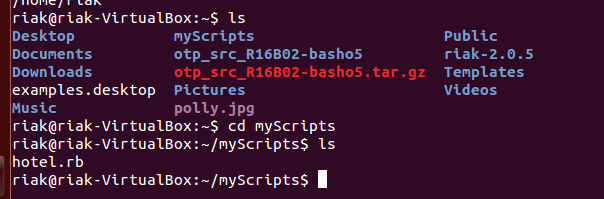 /home/riak
riak@riak-VirtualBox:~$ ls
Desktop myScripts Public
Documents otp_src_R16B02-basho5 riak-2.0.5
Downloads otp_src_R16B02-basho5.tar.gz Templates
examples.desktop Pictures Videos
Music polly.jpg
riak@riak-VirtualBox:~$ cd myScripts
riak@riak-VirtualBox:~/myScripts$ ls
hotel.rb
riak@riak-VirtualBox:~/myScripts$